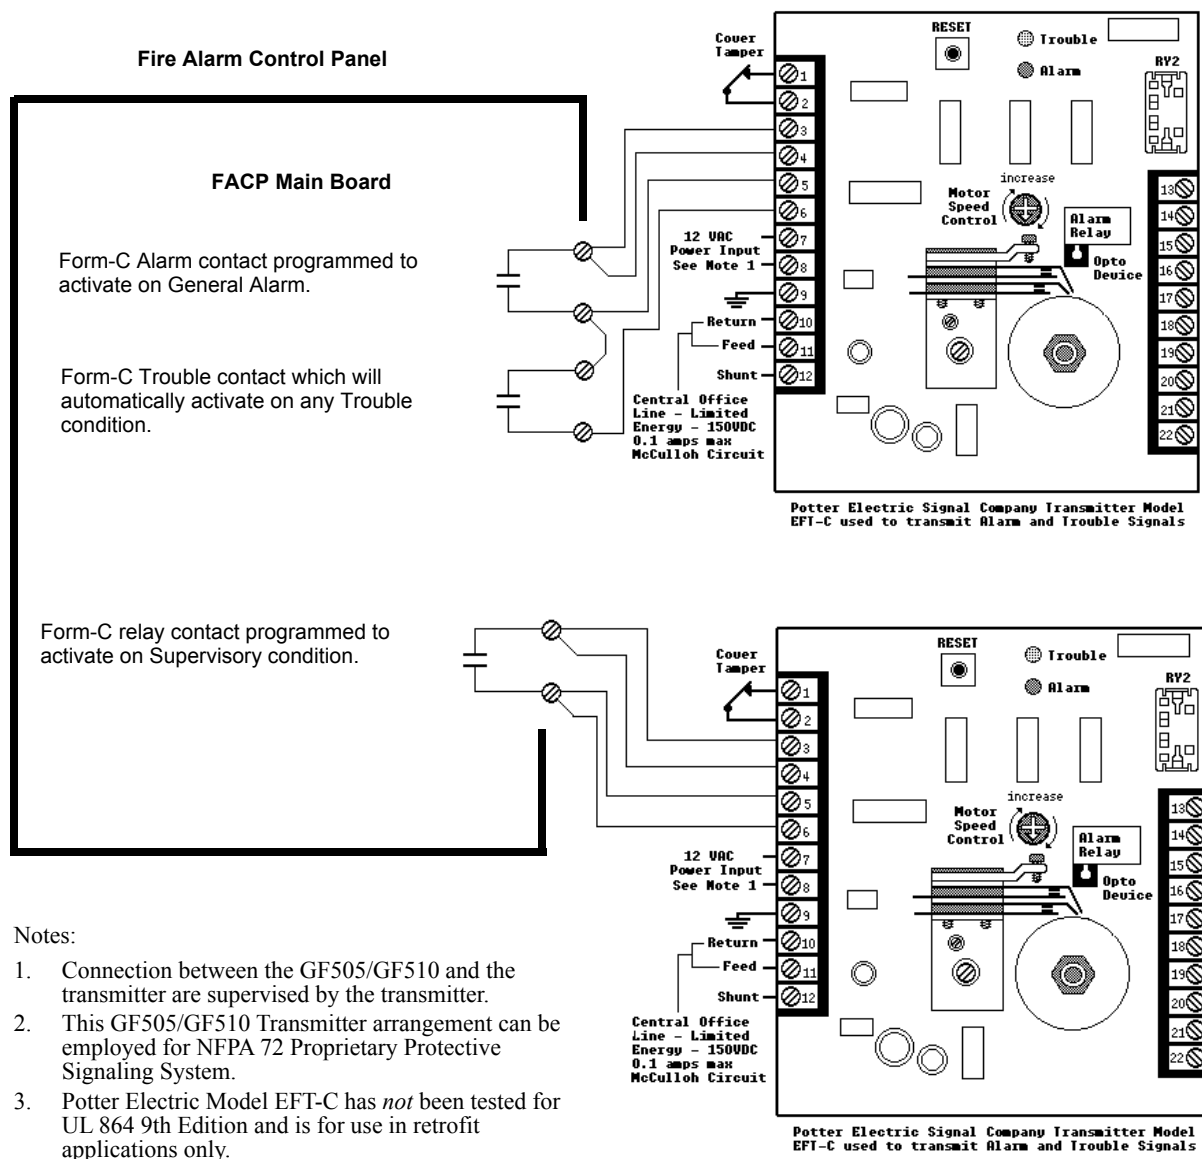 Fire Alarm Control Panel
FACP Main Board
Form-C Alarm contact programmed to
activate on General Alarm.
Form-C Trouble contact which will
automatically activate on any Trouble
condition.
Form-C relay contact programmed to
activate on Supervisory condition.
Cover
Tamper
1
2
3
4
5
6
7
8
9
10
11
12
12 VAC
Power Input
See Note 1
Return
Feed
Shunt
Central Office
Line - Limited
Energy - 150VDC
0.1 amps max
McCulloh Circuit
RESET
Trouble
Alarm
RY2
increase
Motor
Speed
Control
Alarm
Relay
Opto
Device
13
14
15
16
17
18
19
20
21
22
Potter Electric Signal Company Transmitter Model
EFT-C used to transmit Alarm and Trouble Signals
Cover
Tamper
1
2
3
4
5
6
7
8
9
10
11
12
12 VAC
Power Input
See Note 1
Return
Feed
Shunt
Central Office
Line - Limited
Energy - 150VDC
0.1 amps max
McCulloh Circuit
RESET
Trouble
Alarm
RY2
increase
Motor
Speed
Control
Alarm
Relay
Opto
Device
13
14
15
16
17
18
19
20
21
22
Potter Electric Signal Company Transmitter Model
EFT-C used to transmit Alarm and Trouble Signals
Notes:
1. Connection between the GF505/GF510 and the
transmitter are supervised by the transmitter.
2. This GF505/GF510 Transmitter arrangement can be
employed for NFPA 72 Proprietary Protective
Signaling System.
3. Potter Electric Model EFT-C has not been tested for
UL 864 9th Edition and is for use in retrofit
applications only.